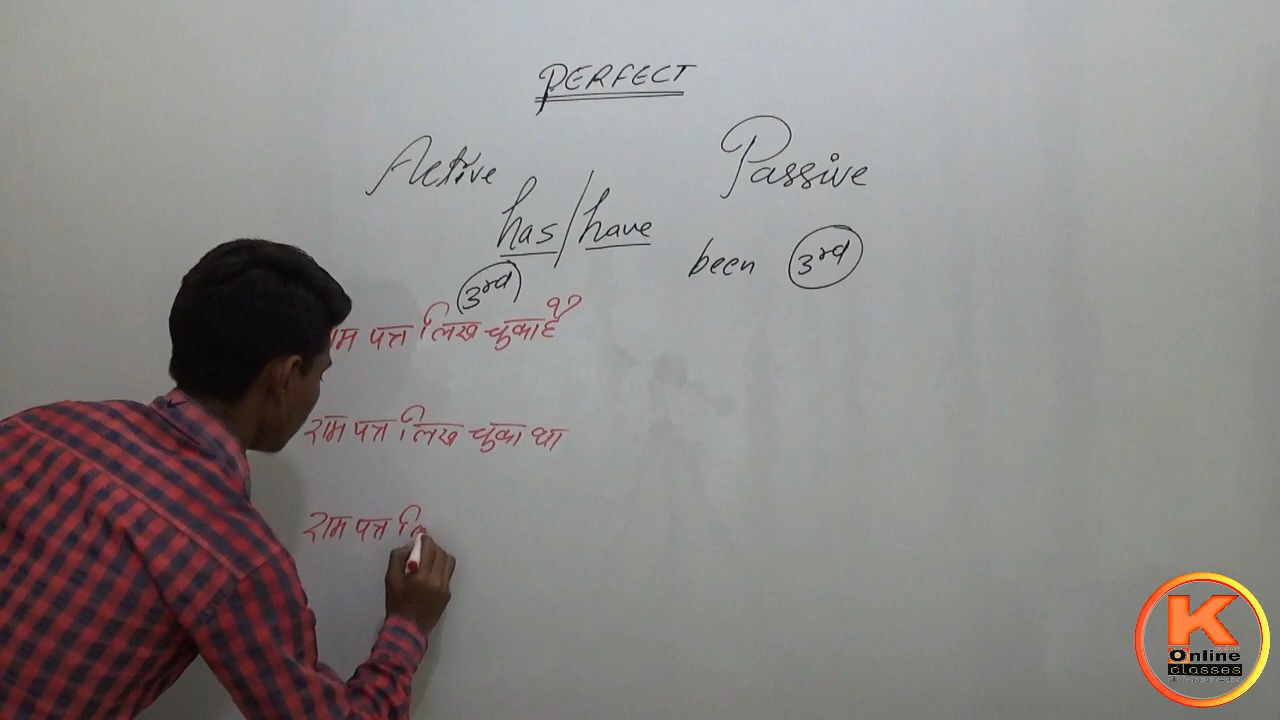 PERFECT
Active Passive
has/have
been 3rd
3rd
राम पत्र लिख चुका है
राम पत्र लिख चुका था
राम पत्र लि
K
Online
classes